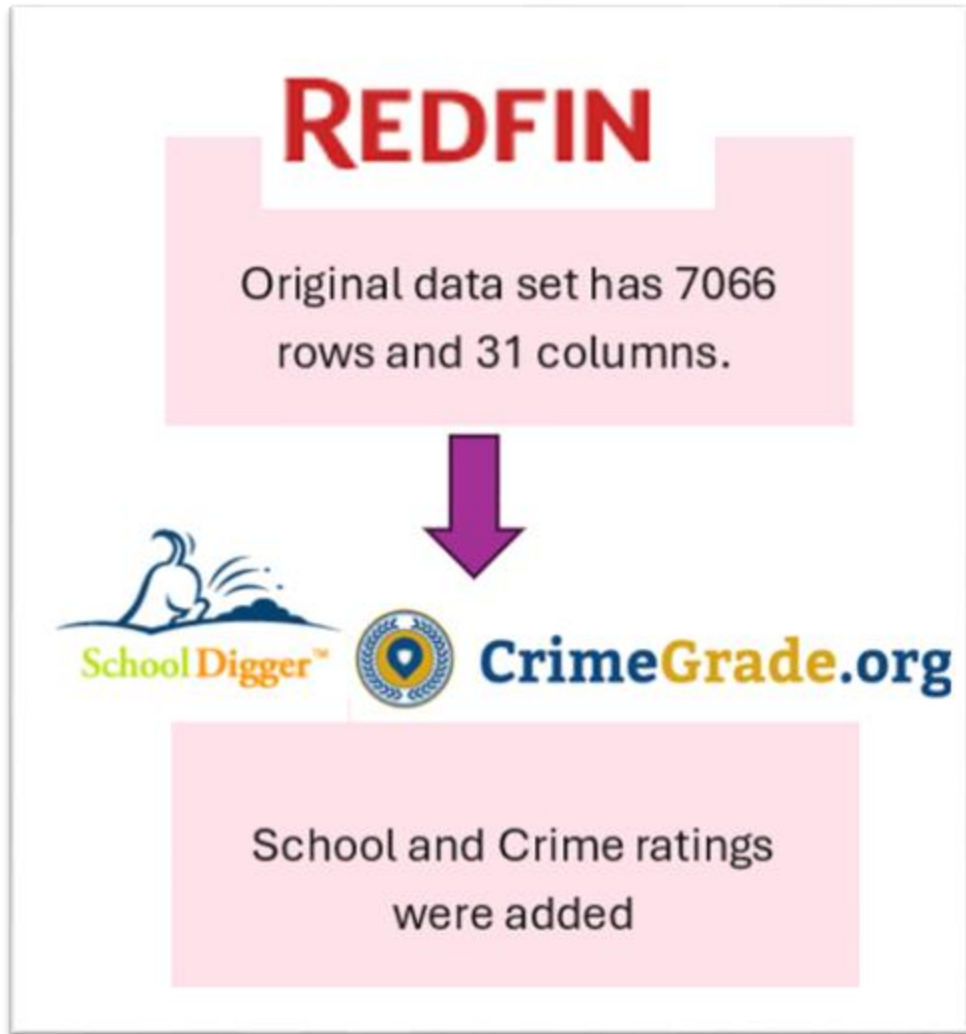 REDFIN
Original data set has 7066
rows and 31 columns.
SchoolDigger™
CrimeGrade.org
School and Crime ratings
were added